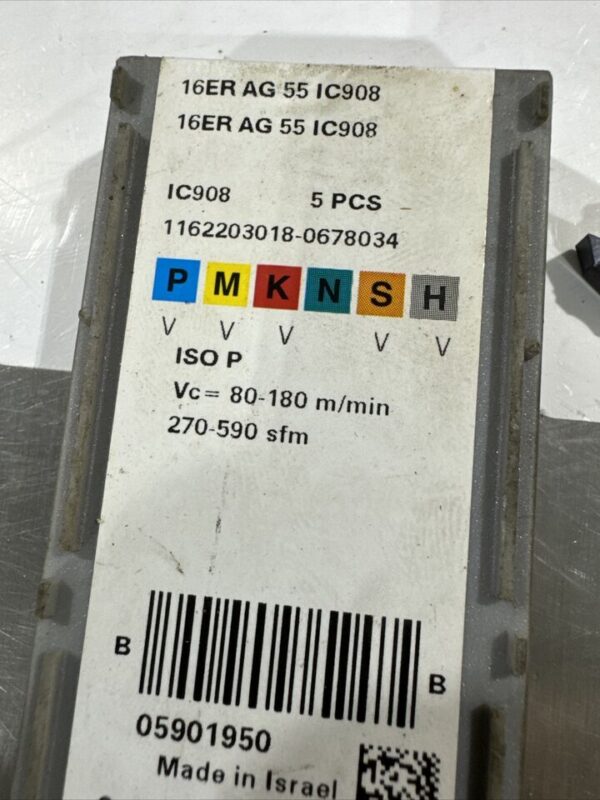 16ER AG 55 IC908
16ER AG 55 IC908
IC908 5 PCS
1162203018-0678034
P M K N S H
V V V V V
ISO P
Vc = 80-180 m/min
270-590 sfm
B B
05901950
Made in Israel